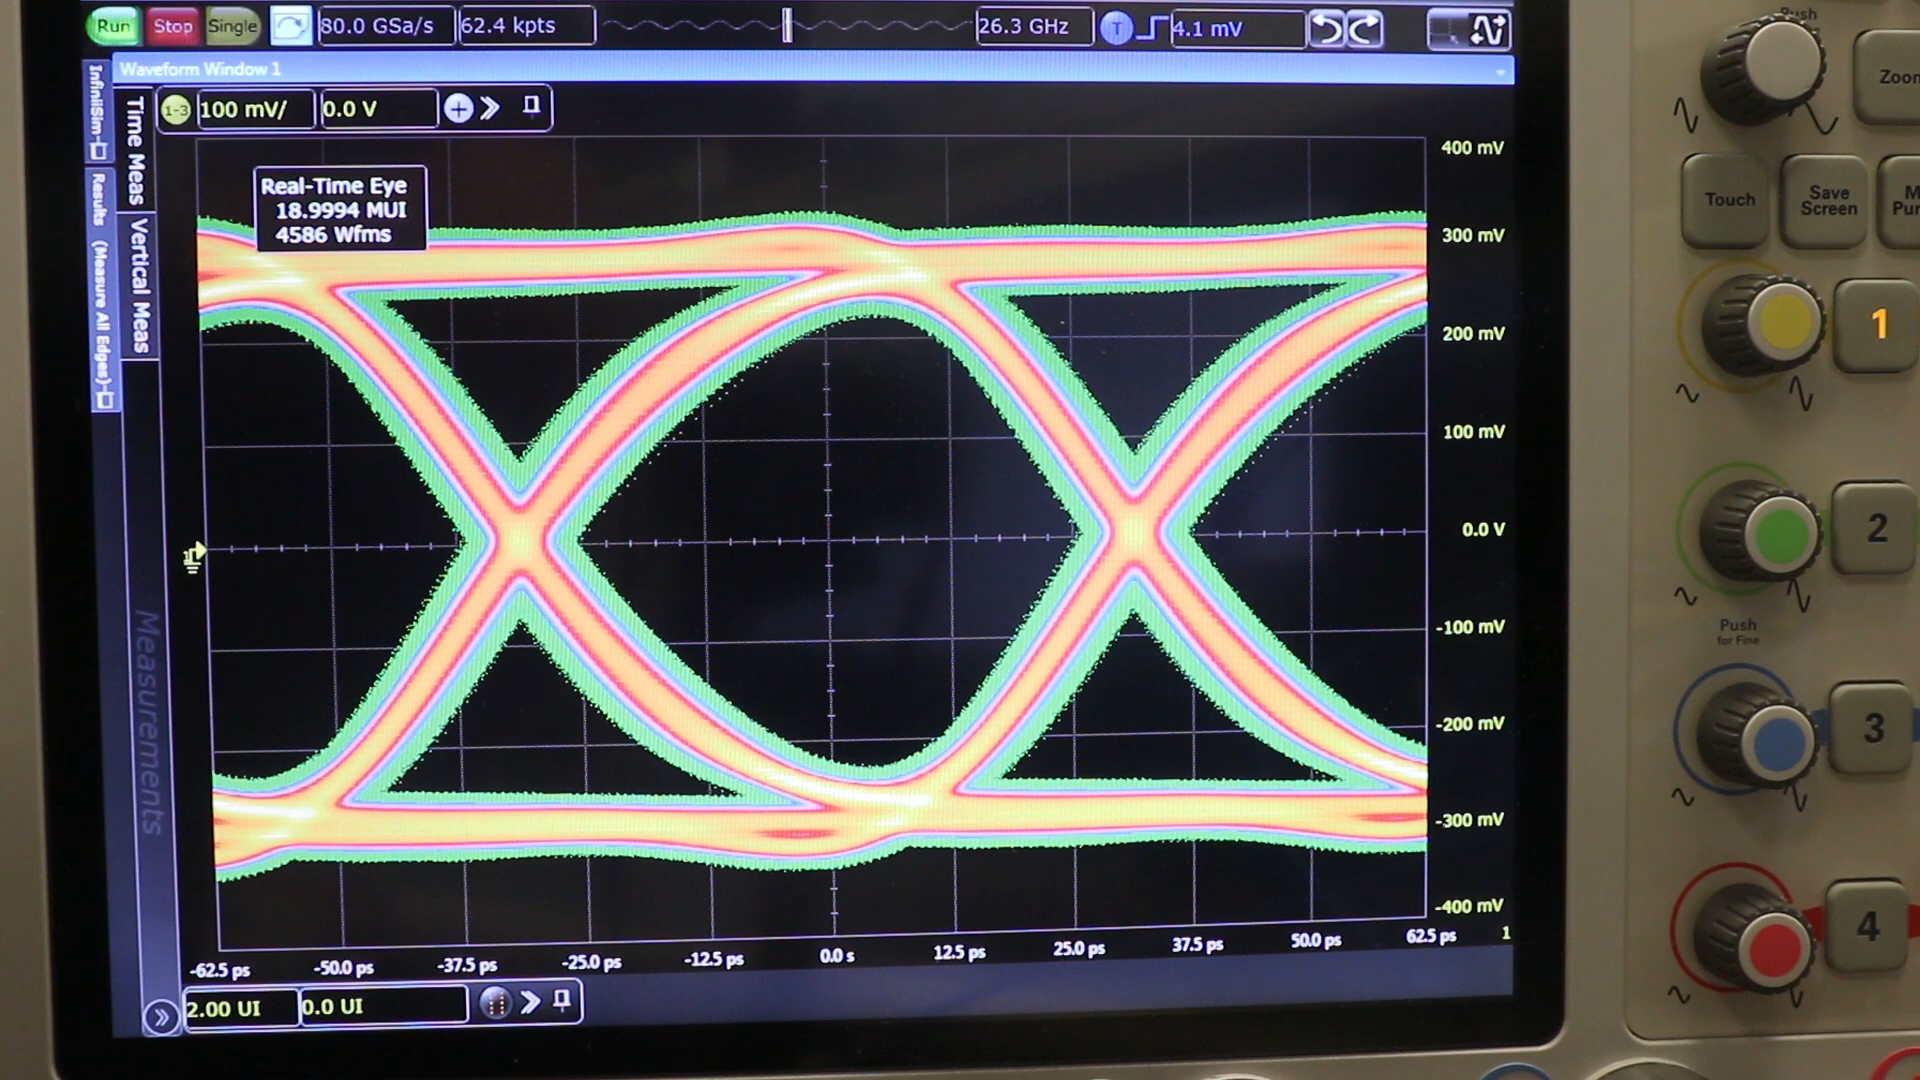 Run Stop Single 80.0 GSa/s 62.4 kpts 26.3 GHz T 4.1 mV
Waveform Window 1
1-3 100 mV/ 0.0 V
InfiniiSim
Results (Measure All Edges)
Time Meas
Vertical Meas
Measurements
Real-Time Eye
18.9994 MUI
4586 Wfms
400 mV
300 mV
200 mV
100 mV
0.0 V
-100 mV
-200 mV
-300 mV
-400 mV
1
-62.5 ps -50.0 ps -37.5 ps -25.0 ps -12.5 ps 0.0 s 12.5 ps 25.0 ps 37.5 ps 50.0 ps 62.5 ps
2.00 UI 0.0 UI
Push
Zoom
Touch
Save
Screen
1
2
Push
for Fine
3
4